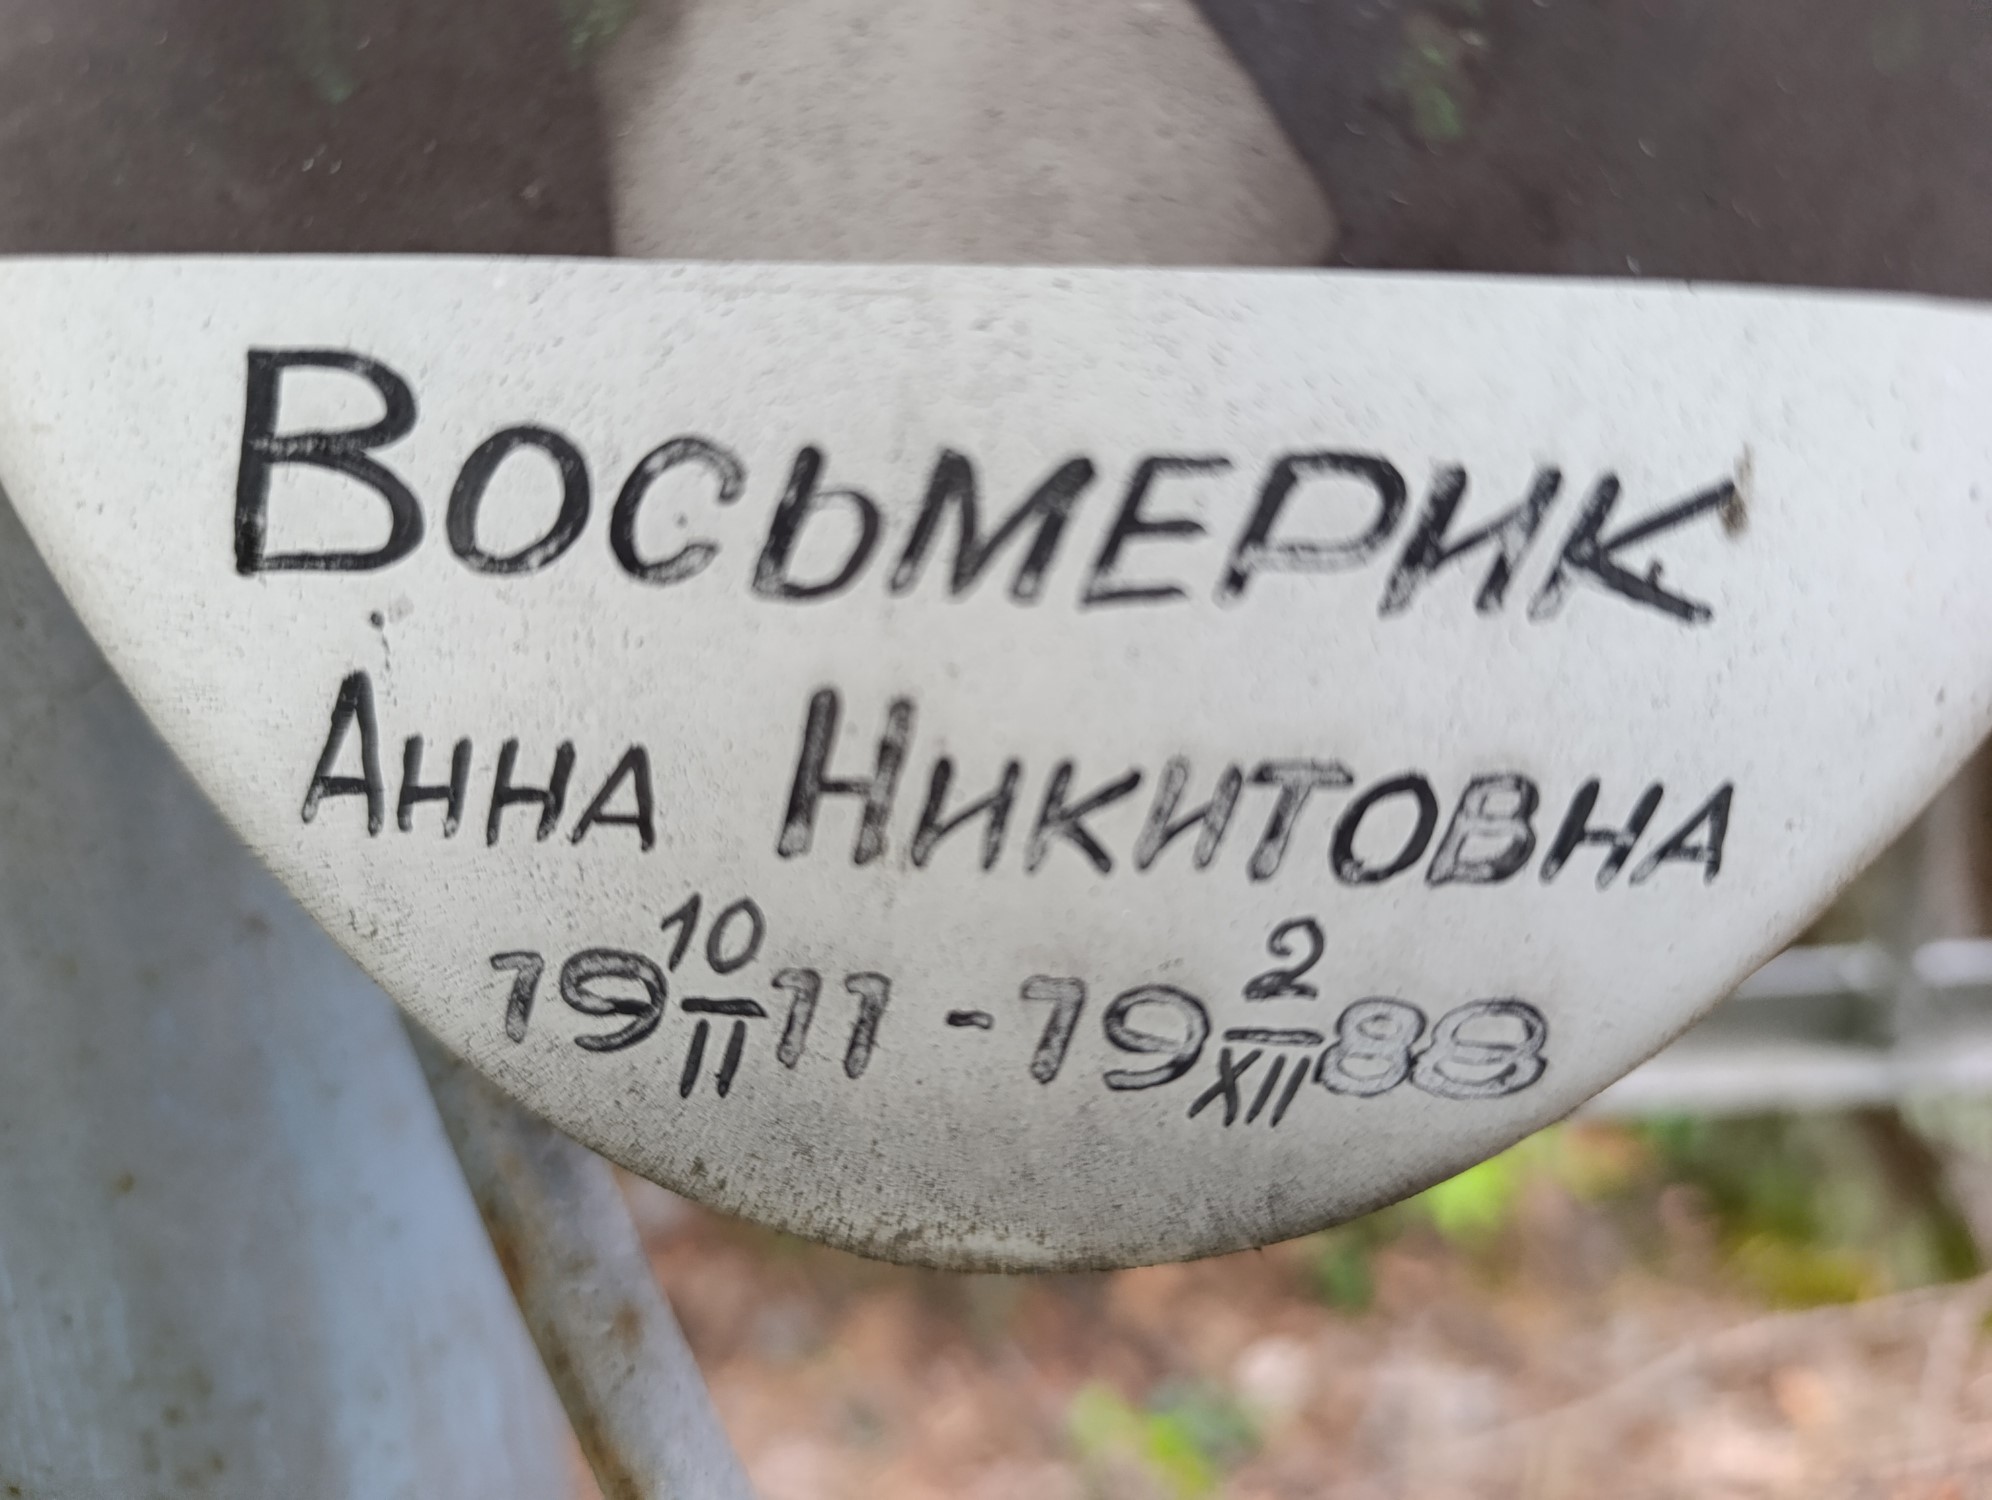 Восьмерик
Анна Никитовна
19 10/II 11 - 19 2/XII 88